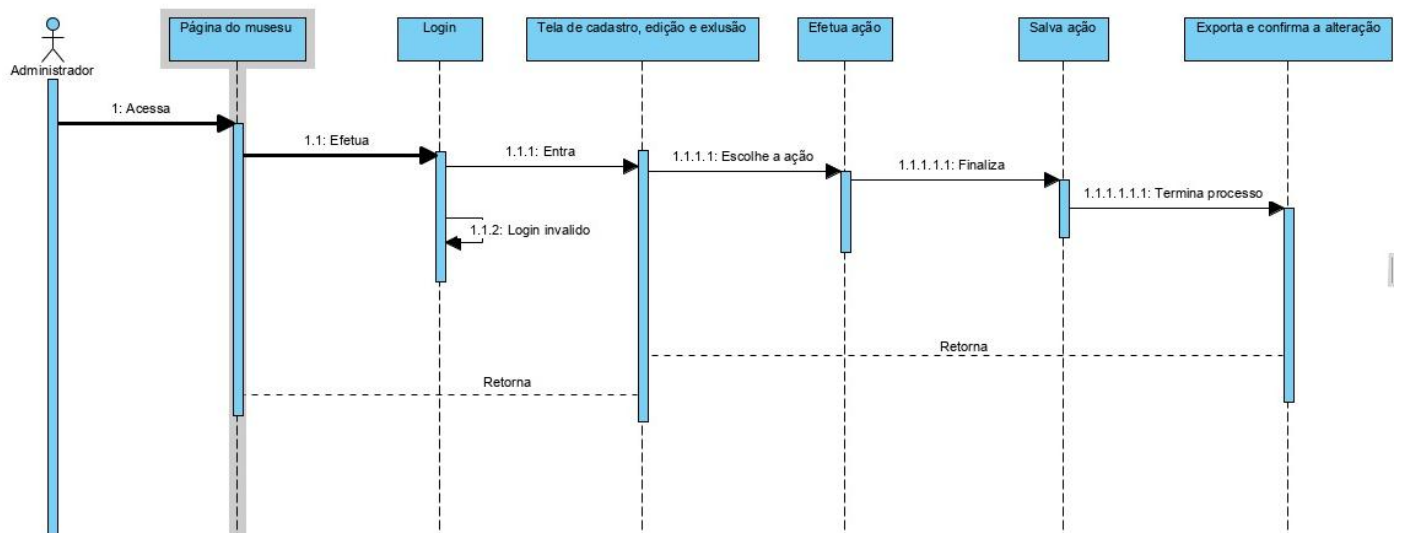 Administrador
Página do musesu
Login
Tela de cadastro, edição e exlusão
Efetua ação
Salva ação
Exporta e confirma a alteração
1: Acessa
1.1: Efetua
1.1.1: Entra
1.1.1.1: Escolhe a ação
1.1.1.1.1: Finaliza
1.1.1.1.1.1: Termina processo
1.1.2: Login invalido
Retorna
Retorna